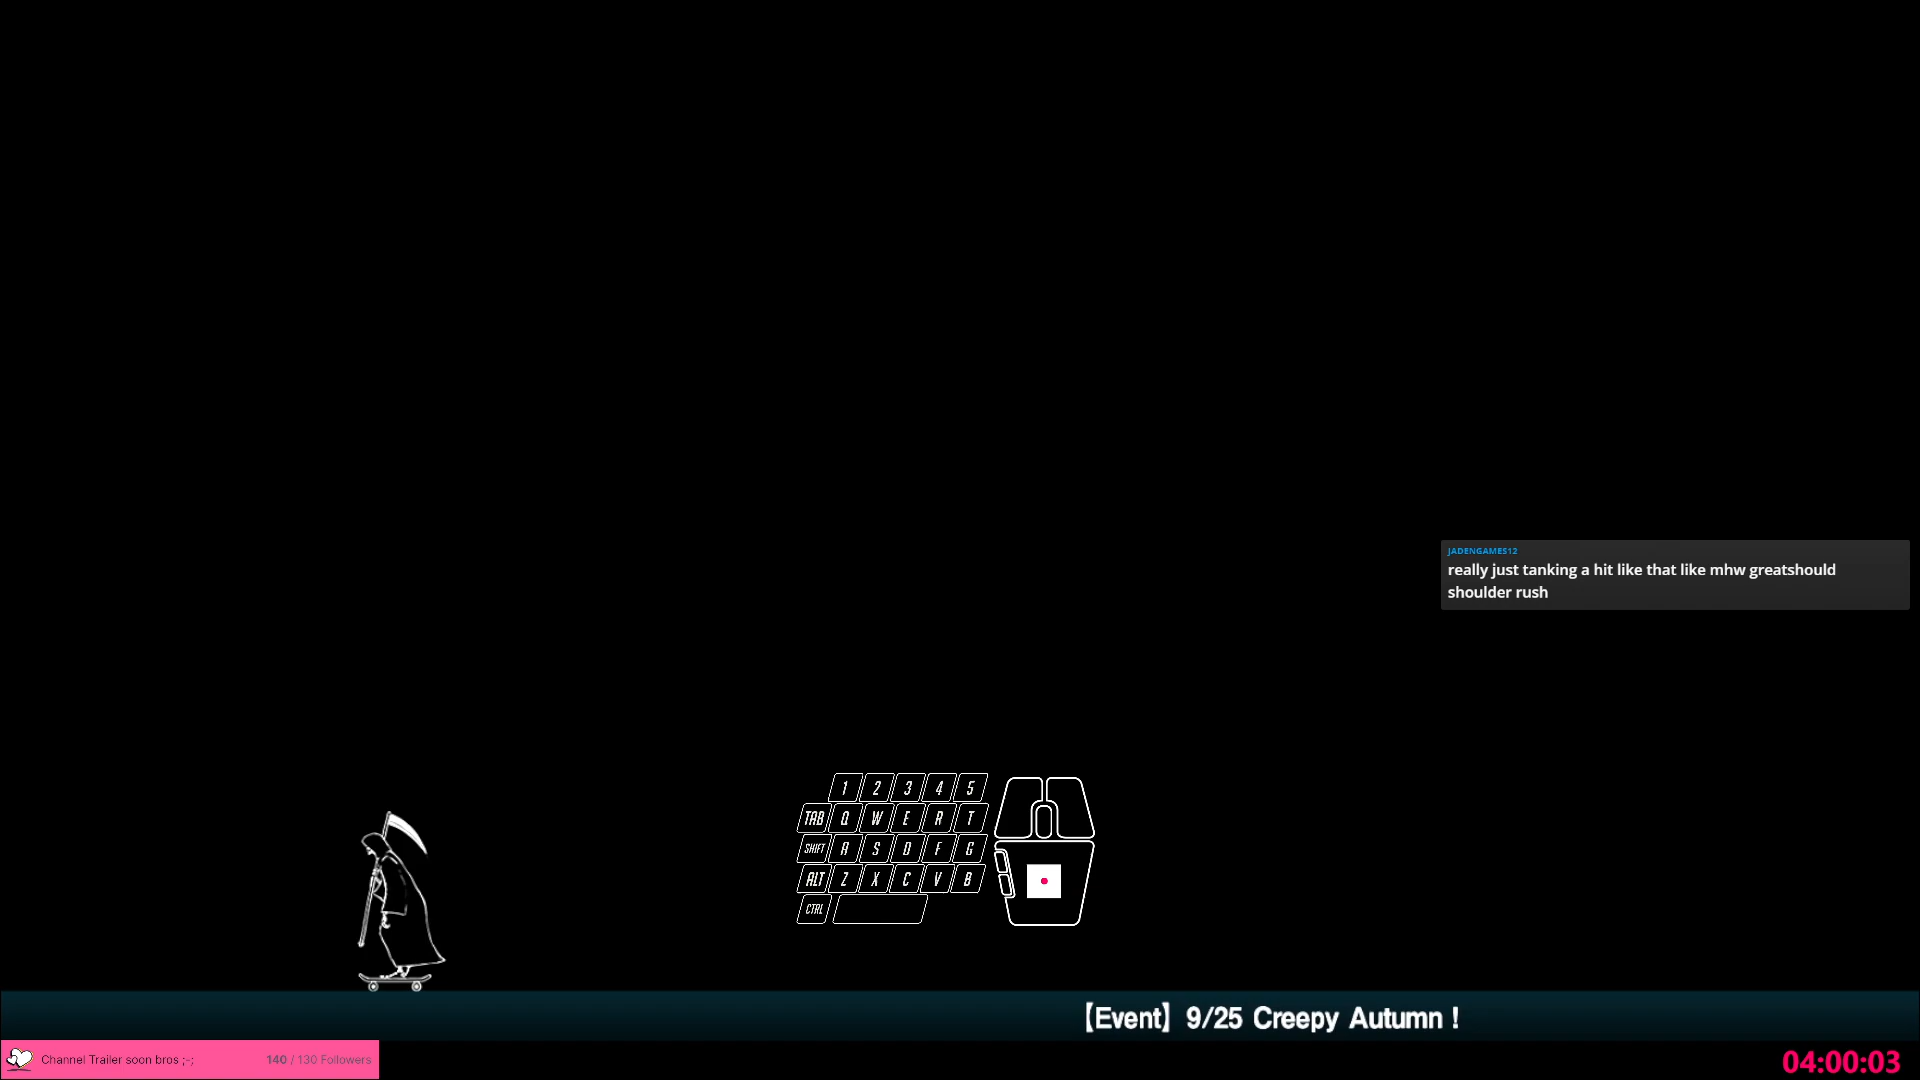 JADENGAMES12
really just tanking a hit like that like mhw greatshould
shoulder rush
1 2 3 4 5
TAB Q W E R T
SHIFT A S D F G
ALT Z X C V B
CTRL
【Event】 9/25 Creepy Autumn !
Channel Trailer soon bros ;-; 140 / 130 Followers
04:00:03